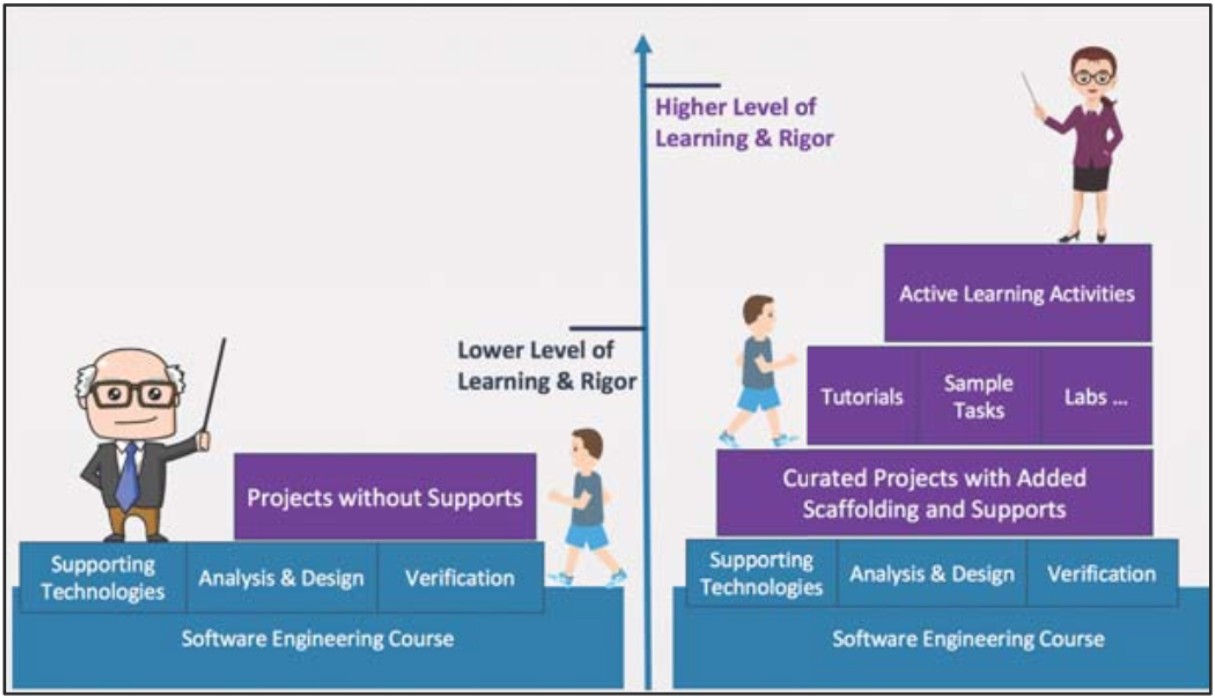 Higher Level of
Learning & Rigor
Lower Level of
Learning & Rigor
Projects without Supports
Supporting
Technologies
Analysis & Design
Verification
Software Engineering Course
Active Learning Activities
Tutorials
Sample
Tasks
Labs ...
Curated Projects with Added
Scaffolding and Supports
Supporting
Technologies
Analysis & Design
Verification
Software Engineering Course